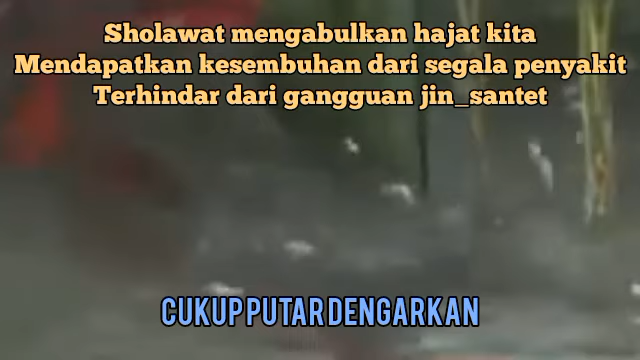 Sholawat mengabulkan hajat kita
Mendapatkan kesembuhan dari segala penyakit
Terhindar dari gangguan jin_santet
CUKUP PUTAR DENGARKAN